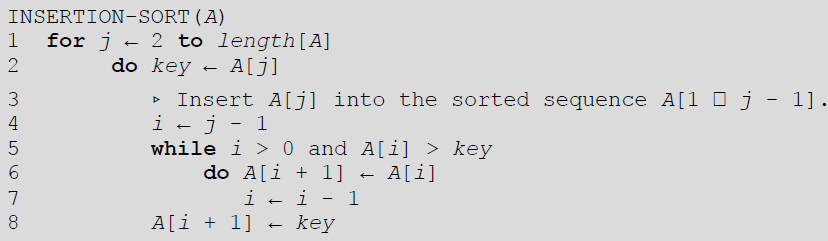 INSERTION-SORT(A)
1 for j ← 2 to length[A]
2 do key ← A[j]
3 ▹ Insert A[j] into the sorted sequence A[1 □ j - 1].
4 i ← j - 1
5 while i > 0 and A[i] > key
6 do A[i + 1] ← A[i]
7 i ← i - 1
8 A[i + 1] ← key